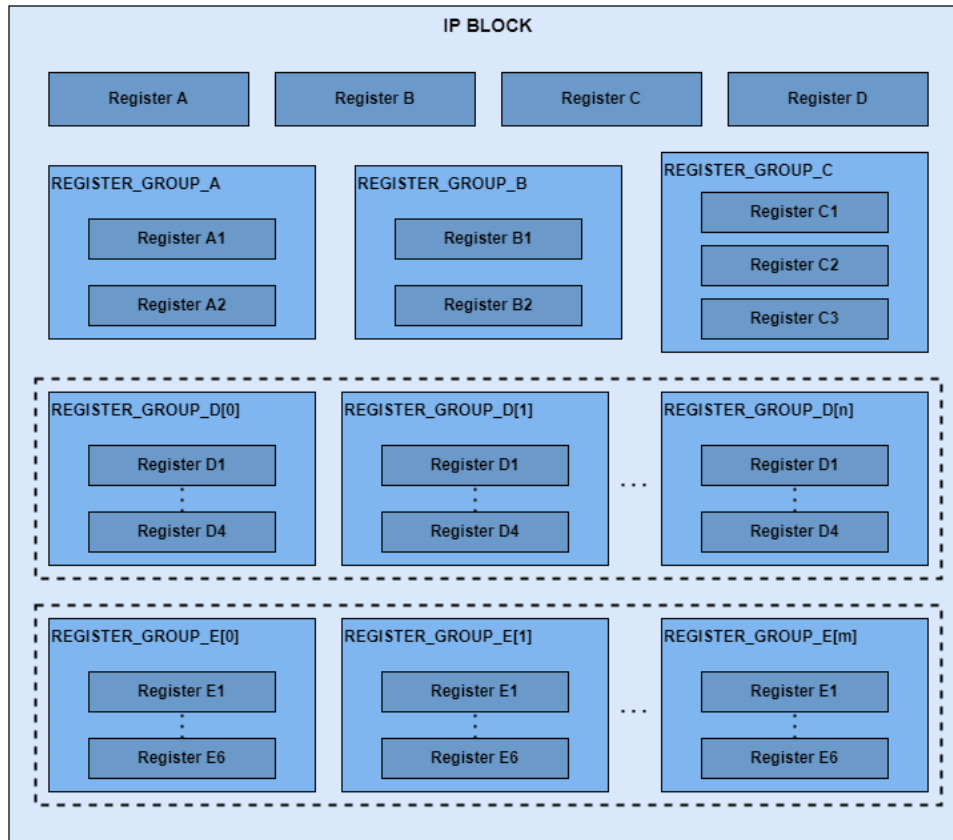 IP BLOCK
Register A
Register B
Register C
Register D
REGISTER_GROUP_A
Register A1
Register A2
REGISTER_GROUP_B
Register B1
Register B2
REGISTER_GROUP_C
Register C1
Register C2
Register C3
REGISTER_GROUP_D[0]
Register D1
Register D4
REGISTER_GROUP_D[1]
Register D1
Register D4
...
REGISTER_GROUP_D[n]
Register D1
Register D4
REGISTER_GROUP_E[0]
Register E1
Register E6
REGISTER_GROUP_E[1]
Register E1
Register E6
...
REGISTER_GROUP_E[m]
Register E1
Register E6